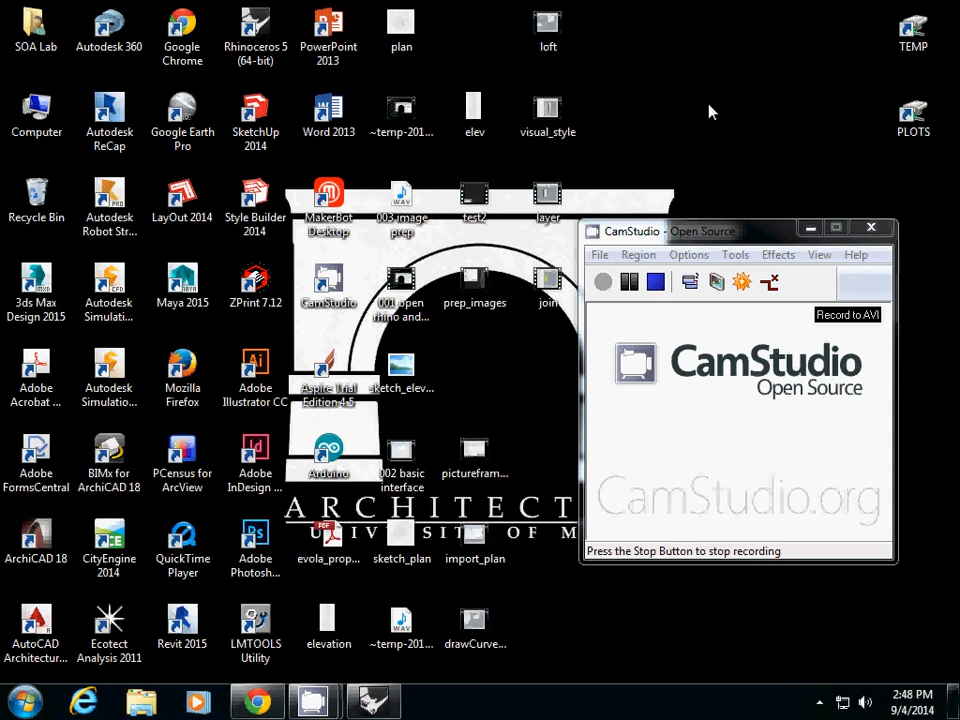 SOA Lab
Autodesk 360
Google
Chrome
Rhinoceros 5
(64-bit)
PowerPoint
2013
plan
loft
TEMP
Computer
Autodesk
ReCap
Google Earth
Pro
SketchUp
2014
Word 2013
~temp-201...
elev
visual_style
PLOTS
Recycle Bin
Autodesk
Robot Str...
LayOut 2014
Style Builder
2014
MakerBot
Desktop
003_image
prep
test2
layer
3ds Max
Design 2015
Autodesk
Simulati...
Maya 2015
ZPrint 7.12
CamStudio
001 open
rhino and...
prep_images
join
Adobe
Acrobat ...
Autodesk
Simulatio...
Mozilla
Firefox
Adobe
Illustrator CC
Aspire Trial
Edition 4.5
sketch_elev...
Adobe
FormsCentral
BIMx for
ArchiCAD 18
PCensus for
ArcView
Adobe
InDesign ...
Arduino
002 basic
interface
picturefram...
ArchiCAD 18
CityEngine
2014
QuickTime
Player
Adobe
Photosh...
evola_prop...
sketch_plan
import_plan
AutoCAD
Architectur...
Ecotect
Analysis 2011
Revit 2015
LMTOOLS
Utility
elevation
~temp-201...
drawCurve...
ARCHITECT
UNIVERSITY OF M
CamStudio - Open Source
File Region Options Tools Effects View Help
Record to AVI
CamStudio
Open Source
CamStudio.org
Press the Stop Button to stop recording
2:48 PM
9/4/2014